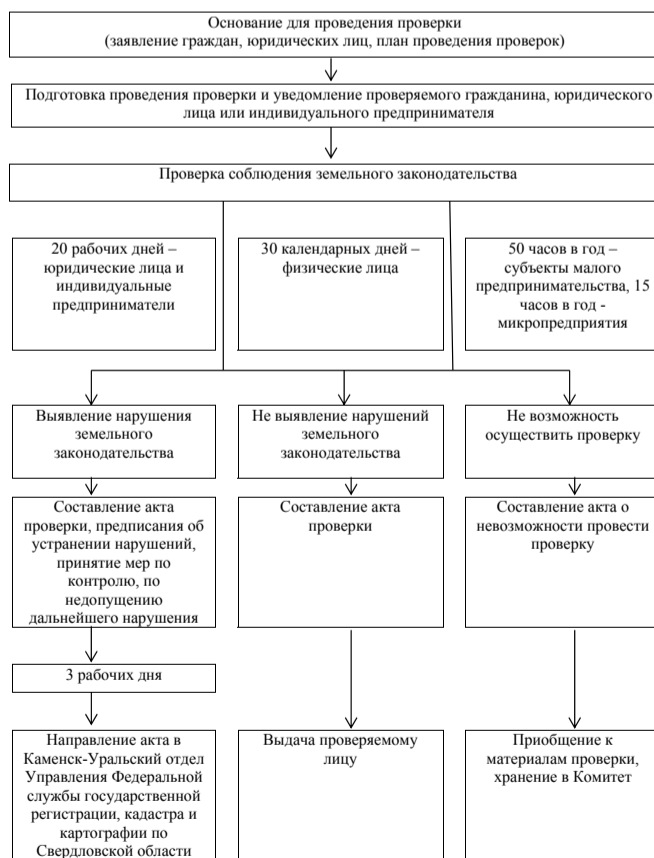 Основание для проведения проверки
(заявление граждан, юридических лиц, план проведения проверок)
Подготовка проведения проверки и уведомление проверяемого гражданина, юридического
лица или индивидуального предпринимателя
Проверка соблюдения земельного законодательства
20 рабочих дней –
юридические лица и
индивидуальные
предприниматели
30 календарных дней –
физические лица
50 часов в год –
субъекты малого
предпринимательства, 15
часов в год -
микропредприятия
Выявление нарушения
земельного
законодательства
Не выявление нарушений
земельного
законодательства
Не возможность
осуществить проверку
Составление акта
проверки, предписания об
устранении нарушений,
принятие мер по
контролю, по
недопущению
дальнейшего нарушения
Составление акта
проверки
Составление акта о
невозможности провести
проверку
3 рабочих дня
Направление акта в
Каменск-Уральский отдел
Управления Федеральной
службы государственной
регистрации, кадастра и
картографии по
Свердловской области
Выдача проверяемому
лицу
Приобщение к
материалам проверки,
хранение в Комитет